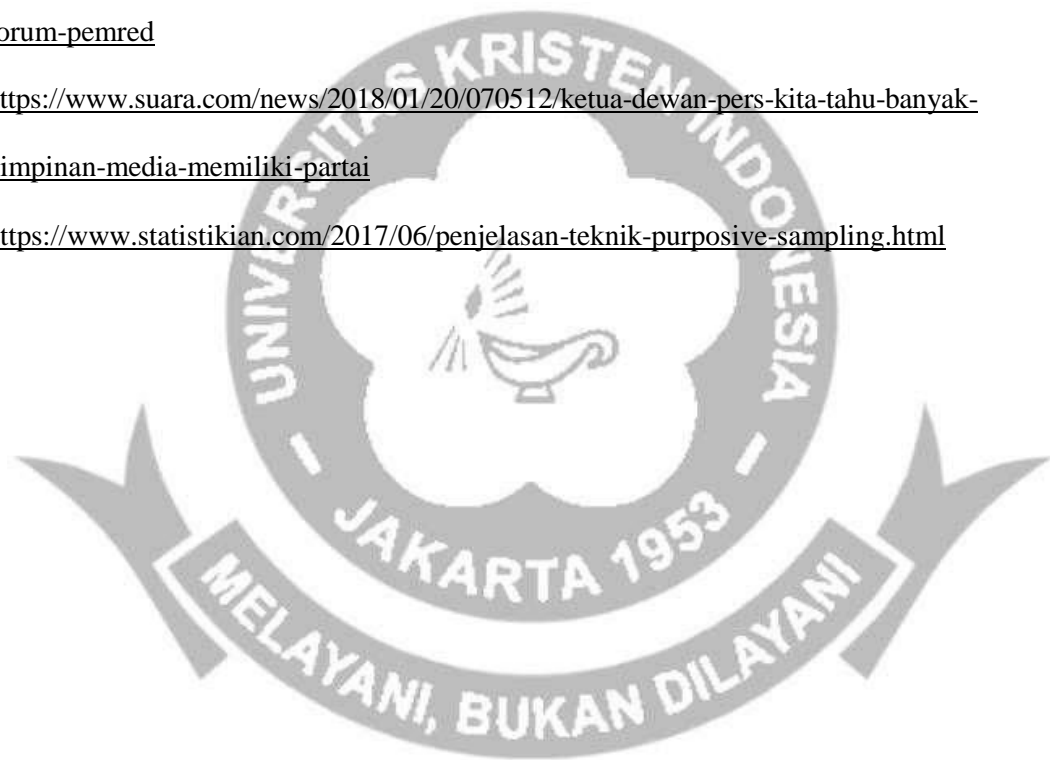 orum-pemred
ttps://www.suara.com/news/2018/01/20/070512/ketua-dewan-pers-kita-tahu-banyak-
impinan-media-memiliki-partai
ttps://www.statistikian.com/2017/06/penjelasan-teknik-purposive-sampling.html
UNIVERSITAS KRISTEN INDONESIA
- JAKARTA 1953 -
MELAYANI, BUKAN DILAYANI